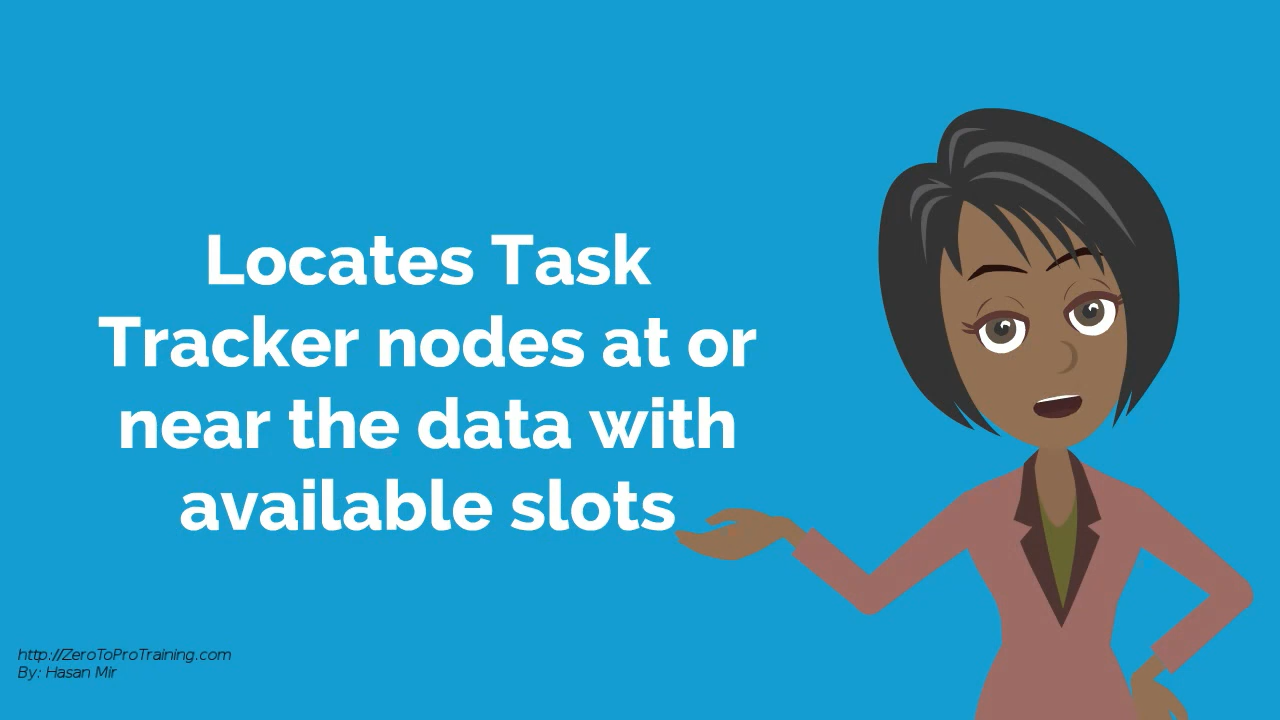 Locates Task
Tracker nodes at or
near the data with
available slots
http://ZeroToProTraining.com
By: Hasan Mir